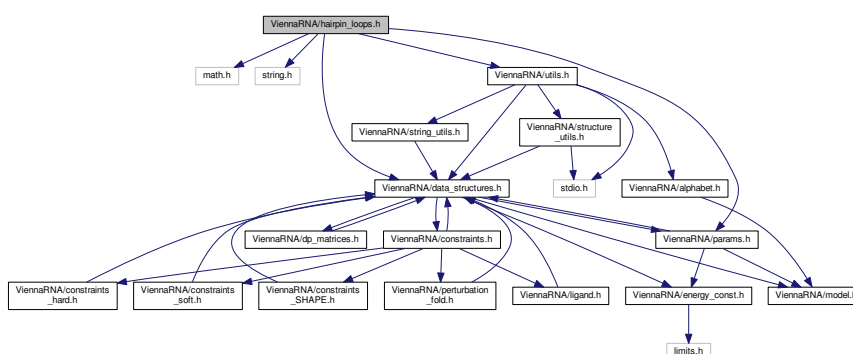 ViennaRNA/hairpin_loops.h
math.h
string.h
ViennaRNA/utils.h
ViennaRNA/string_utils.h
ViennaRNA/structure
_utils.h
ViennaRNA/data_structures.h
stdio.h
ViennaRNA/alphabet.h
ViennaRNA/dp_matrices.h
ViennaRNA/constraints.h
ViennaRNA/params.h
ViennaRNA/constraints
_hard.h
ViennaRNA/constraints
_soft.h
ViennaRNA/constraints
_SHAPE.h
ViennaRNA/perturbation
_fold.h
ViennaRNA/ligand.h
ViennaRNA/energy_const.h
ViennaRNA/model.h
limits.h